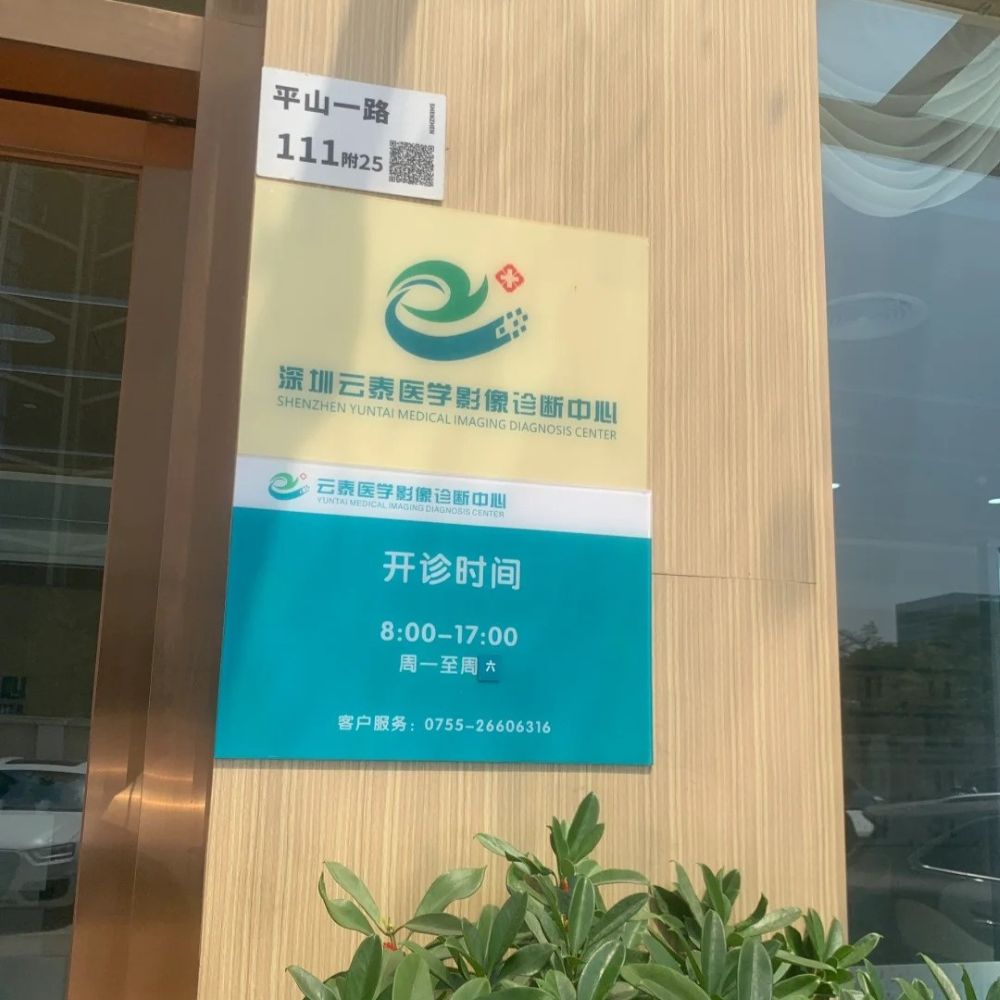 平山一路
SHENZHEN
111附25
深圳云泰医学影像诊断中心
SHENZHEN YUNTAI MEDICAL IMAGING DIAGNOSIS CENTER
云泰医学影像诊断中心
YUNTAI MEDICAL IMAGING DIAGNOSIS CENTER
开诊时间
8:00-17:00
周一至周六
客户服务：0755-26606316